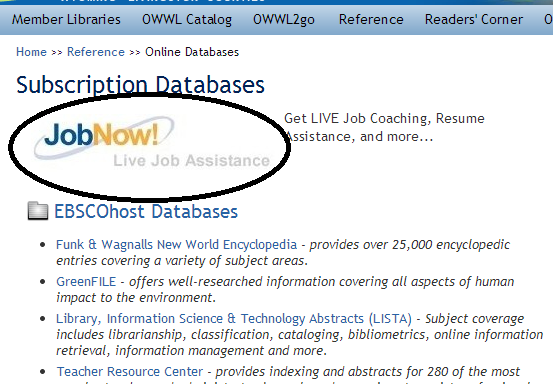 Member Libraries OWWL Catalog OWWL2go Reference Readers' Corner
Home >> Reference >> Online Databases
Subscription Databases
JobNow!
Live Job Assistance
Get LIVE Job Coaching, Resume
Assistance, and more...
EBSCOhost Databases
• Funk & Wagnalls New World Encyclopedia - provides over 25,000 encyclopedic
entries covering a variety of subject areas.
• GreenFILE - offers well-researched information covering all aspects of human
impact to the environment.
• Library, Information Science & Technology Abstracts (LISTA) - Subject coverage
includes librarianship, classification, cataloging, bibliometrics, online information
retrieval, information management and more.
• Teacher Resource Center - provides indexing and abstracts for 280 of the most